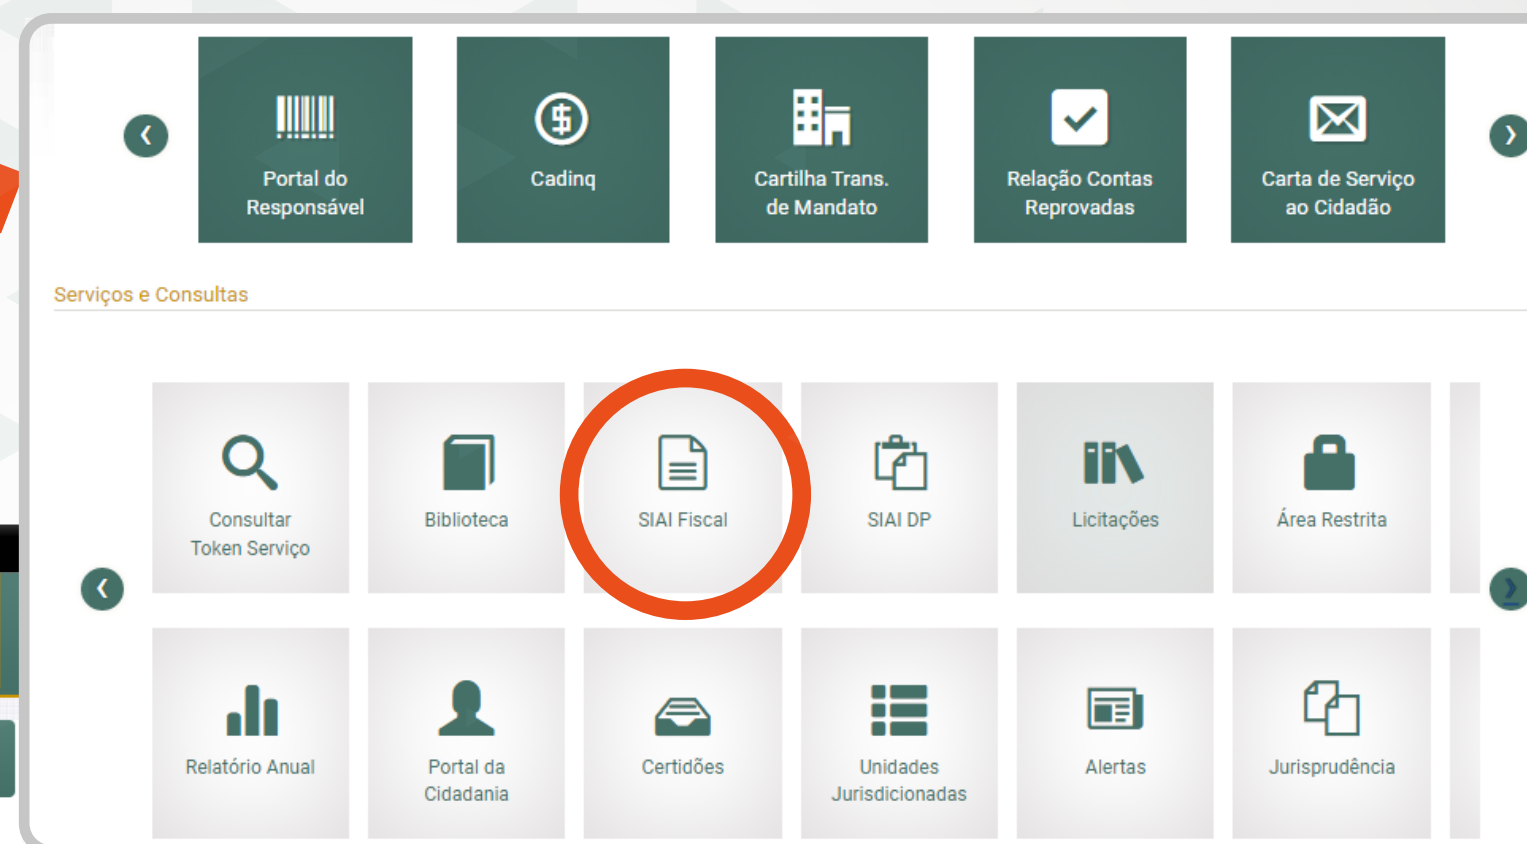 Portal do
Responsável
Cadinq
Cartilha Trans.
de Mandato
Relação Contas
Reprovadas
Carta de Serviço
ao Cidadão
Serviços e Consultas
Consultar
Token Serviço
Biblioteca
SIAI Fiscal
SIAI DP
Licitações
Área Restrita
Relatório Anual
Portal da
Cidadania
Certidões
Unidades
Jurisdicionadas
Alertas
Jurisprudência